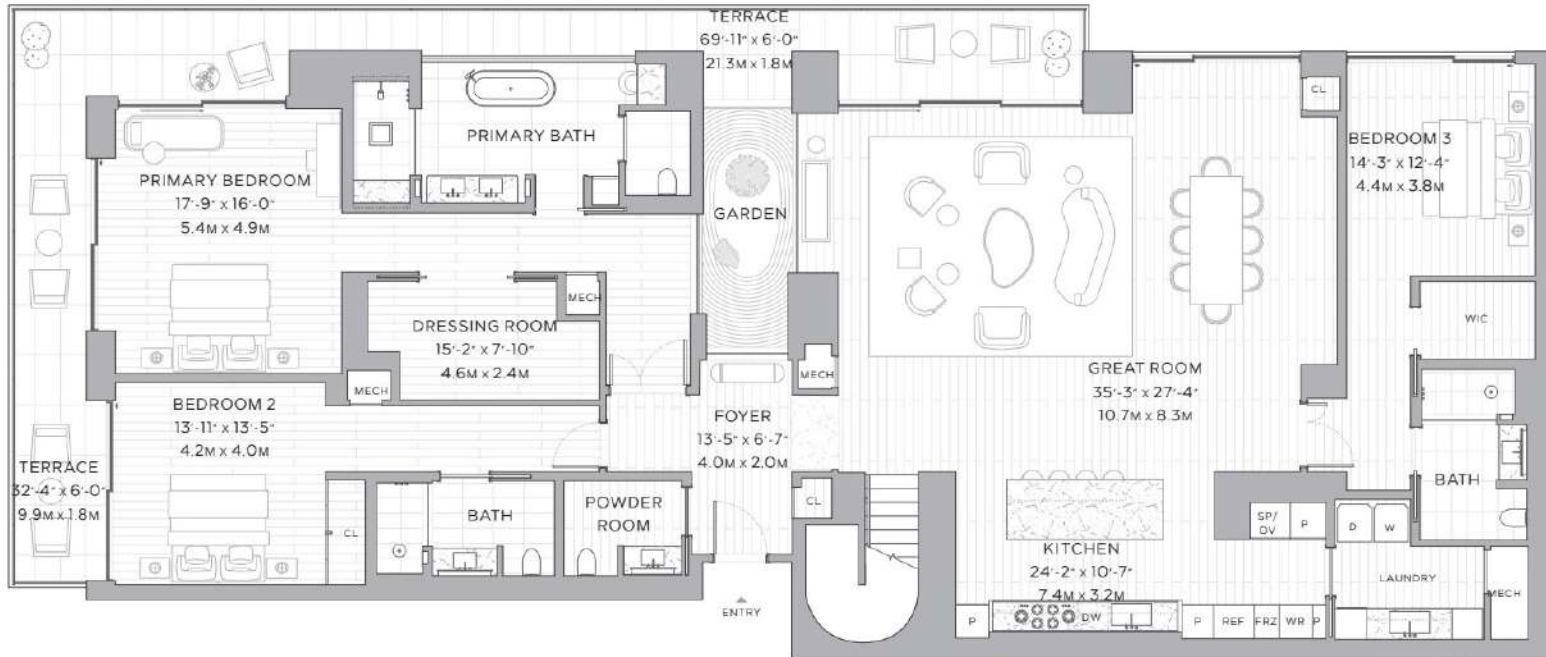 TERRACE
69'-11" x 6'-0"
21.3M x 1.8M
PRIMARY BATH
PRIMARY BEDROOM
17'-9" x 16'-0"
5.4M x 4.9M
GARDEN
CL
BEDROOM 3
14'-3" x 12'-4"
4.4M x 3.8M
MECH
DRESSING ROOM
15'-2" x 7'-10"
4.6M x 2.4M
WIC
MECH
MECH
GREAT ROOM
35'-3" x 27'-4"
10.7M x 8.3M
BEDROOM 2
13'-11" x 13'-5"
4.2M x 4.0M
FOYER
13'-5" x 6'-7"
4.0M x 2.0M
TERRACE
32'-4" x 6'-0"
9.9M x 1.8M
CL
BATH
POWDER
ROOM
CL
BATH
SP/
DV
P
D
W
KITCHEN
24'-2" x 10'-7"
7.4M x 3.2M
LAUNDRY
MECH
ENTRY
P
DW
P
REF
FRZ
WR
P